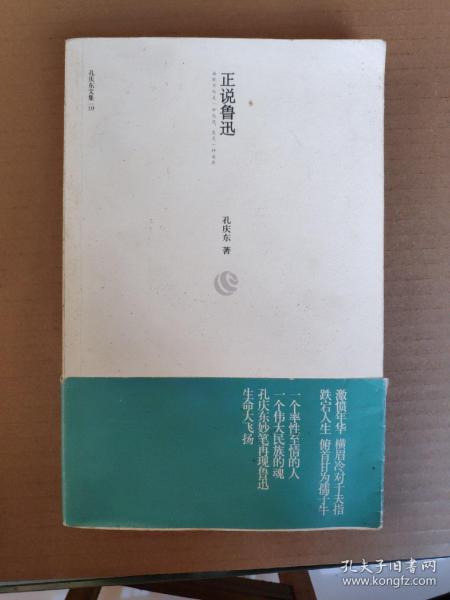 正说鲁迅
孔庆东文集·10
孔庆东 著
激愤年华 横眉冷对千夫指
跌宕人生 俯首甘为孺子牛
一个率性至情的人
一个伟大民族的魂
孔庆东妙笔再现鲁迅
生命大飞扬
孔夫子旧书网
www.kongfz.com